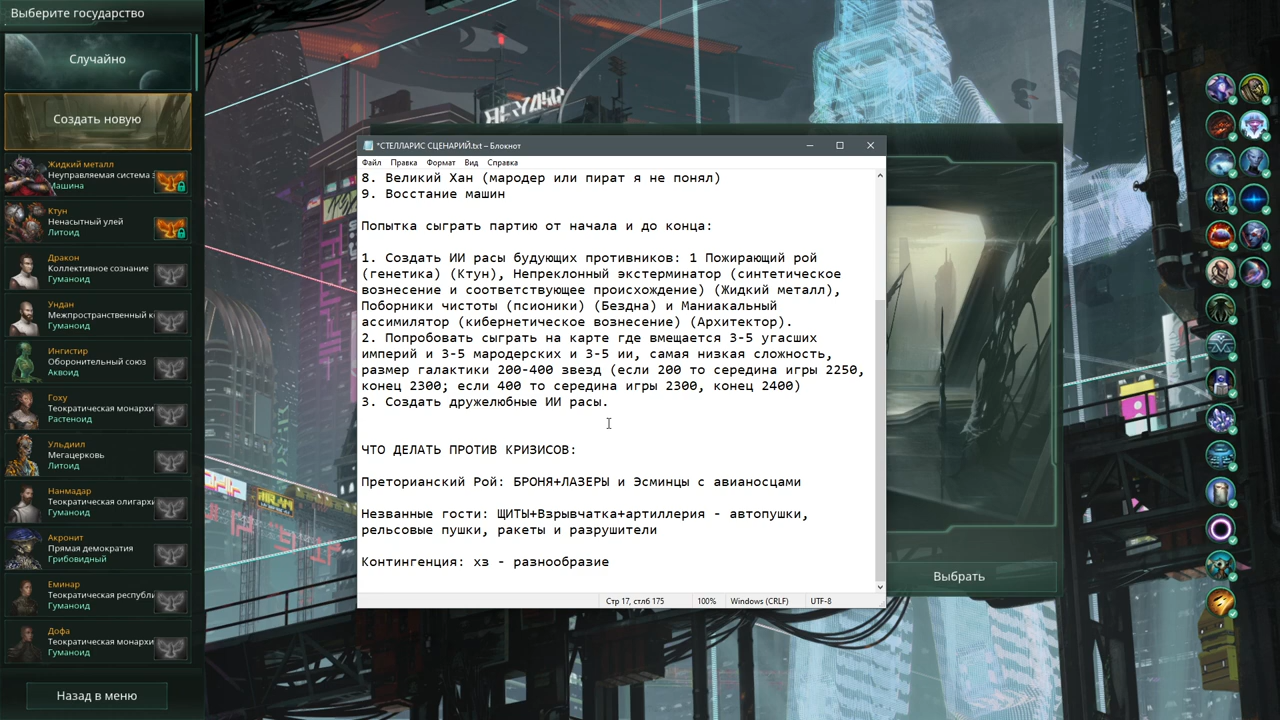 Выберите государство
Случайно
Создать новую
Жидкий металл
Неуправляемая система з
Машина
Ктун
Ненасытный улей
Литоид
Дракон
Коллективное сознание
Гуманоид
Ундан
Межпространственный к
Гуманоид
Ингистир
Оборонительный союз
Аквоид
Гоху
Теократическая монархи
Растеноид
Ульдиил
Мегацерковь
Литоид
Нанмадар
Теократическая олигархи
Гуманоид
Акронит
Прямая демократия
Грибовидный
Еминар
Теократическая республи
Гуманоид
Дофа
Теократическая монархи
Гуманоид
Назад в меню
*СТЕЛЛАРИС СЦЕНАРИЙ.txt – Блокнот
Файл Правка Формат Вид Справка
8. Великий Хан (мародер или пират я не понял)
9. Восстание машин
Попытка сыграть партию от начала и до конца:
1. Создать ИИ расы будующих противников: 1 Пожирающий рой
(генетика) (Ктун), Непреклонный экстерминатор (синтетическое
вознесение и соответствующее происхождение) (Жидкий металл),
Поборники чистоты (псионики) (Бездна) и Маниакальный
ассимилятор (кибернетическое вознесение) (Архитектор).
2. Попробовать сыграть на карте где вмещается 3-5 угасших
империй и 3-5 мародерских и 3-5 ии, самая низкая сложность,
размер галактики 200-400 звезд (если 200 то середина игры 2250,
конец 2300; если 400 то середина игры 2300, конец 2400)
3. Создать дружелюбные ИИ расы.
ЧТО ДЕЛАТЬ ПРОТИВ КРИЗИСОВ:
Преторианский Рой: БРОНЯ+ЛАЗЕРЫ и Эсминцы с авианосцами
Незванные гости: ЩИТЫ+Взрывчатка+артиллерия - автопушки,
рельсовые пушки, ракеты и разрушители
Контингенция: хз - разнообразие
Стр 17, стлб 175 100% Windows (CRLF) UTF-8
Выбрать